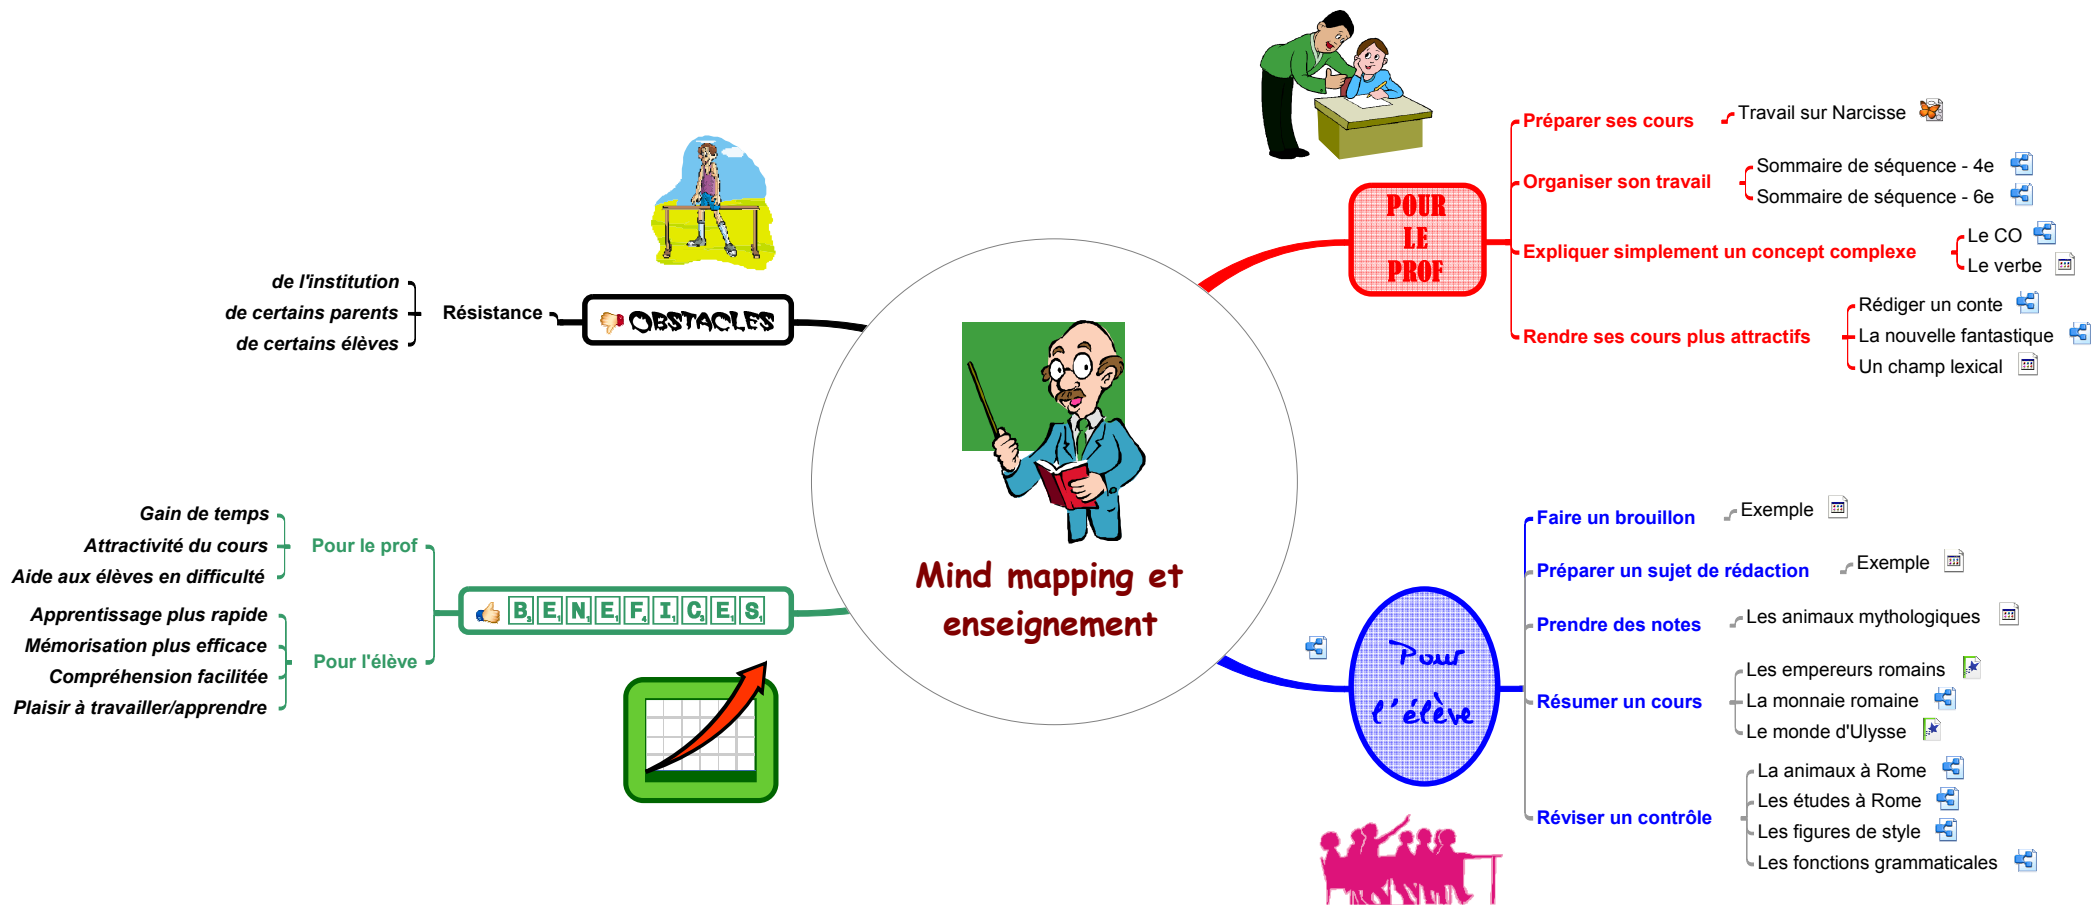 Mind mapping et
enseignement
POUR
LE
PROF
Préparer ses cours
Travail sur Narcisse
Organiser son travail
Sommaire de séquence - 4e
Sommaire de séquence - 6e
Expliquer simplement un concept complexe
Le CO
Le verbe
Rendre ses cours plus attractifs
Rédiger un conte
La nouvelle fantastique
Un champ lexical
Pour
l'élève
Faire un brouillon
Exemple
Préparer un sujet de rédaction
Exemple
Prendre des notes
Les animaux mythologiques
Résumer un cours
Les empereurs romains
La monnaie romaine
Le monde d'Ulysse
Réviser un contrôle
La animaux à Rome
Les études à Rome
Les figures de style
Les fonctions grammaticales
BENEFICES
Pour le prof
Gain de temps
Attractivité du cours
Aide aux élèves en difficulté
Pour l'élève
Apprentissage plus rapide
Mémorisation plus efficace
Compréhension facilitée
Plaisir à travailler/apprendre
OBSTACLES
Résistance
de l'institution
de certains parents
de certains élèves